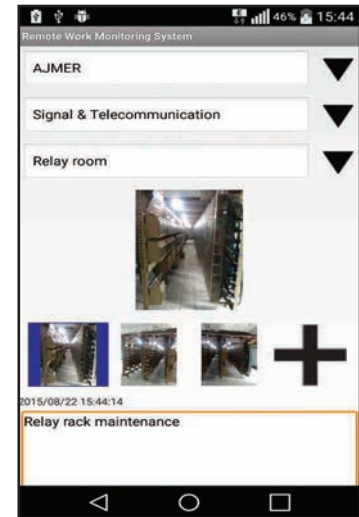 46% 15:44
Remote Work Monitoring System
AJMER
Signal & Telecommunication
Relay room
2015/08/22 15:44:14
Relay rack maintenance